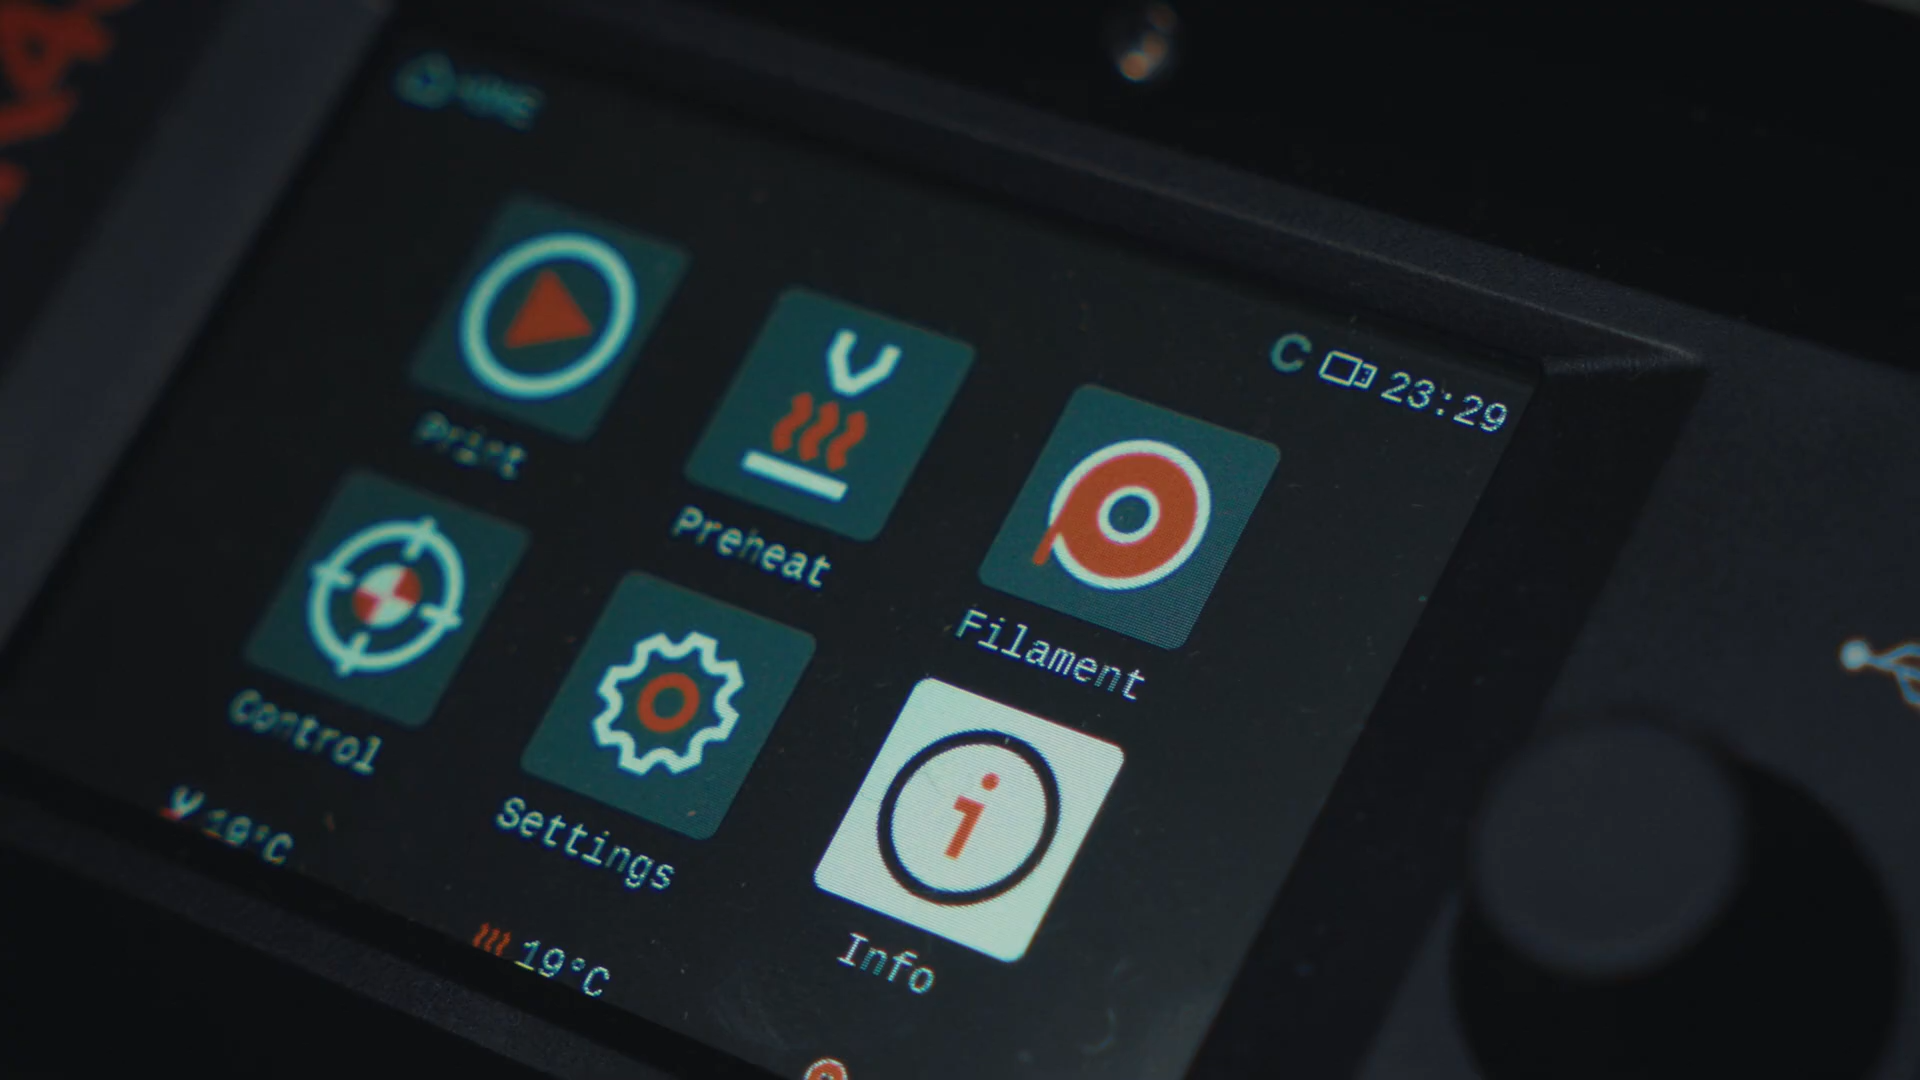 C 23:29
Print
Preheat
Filament
Control
Settings
Info
19°C
19°C